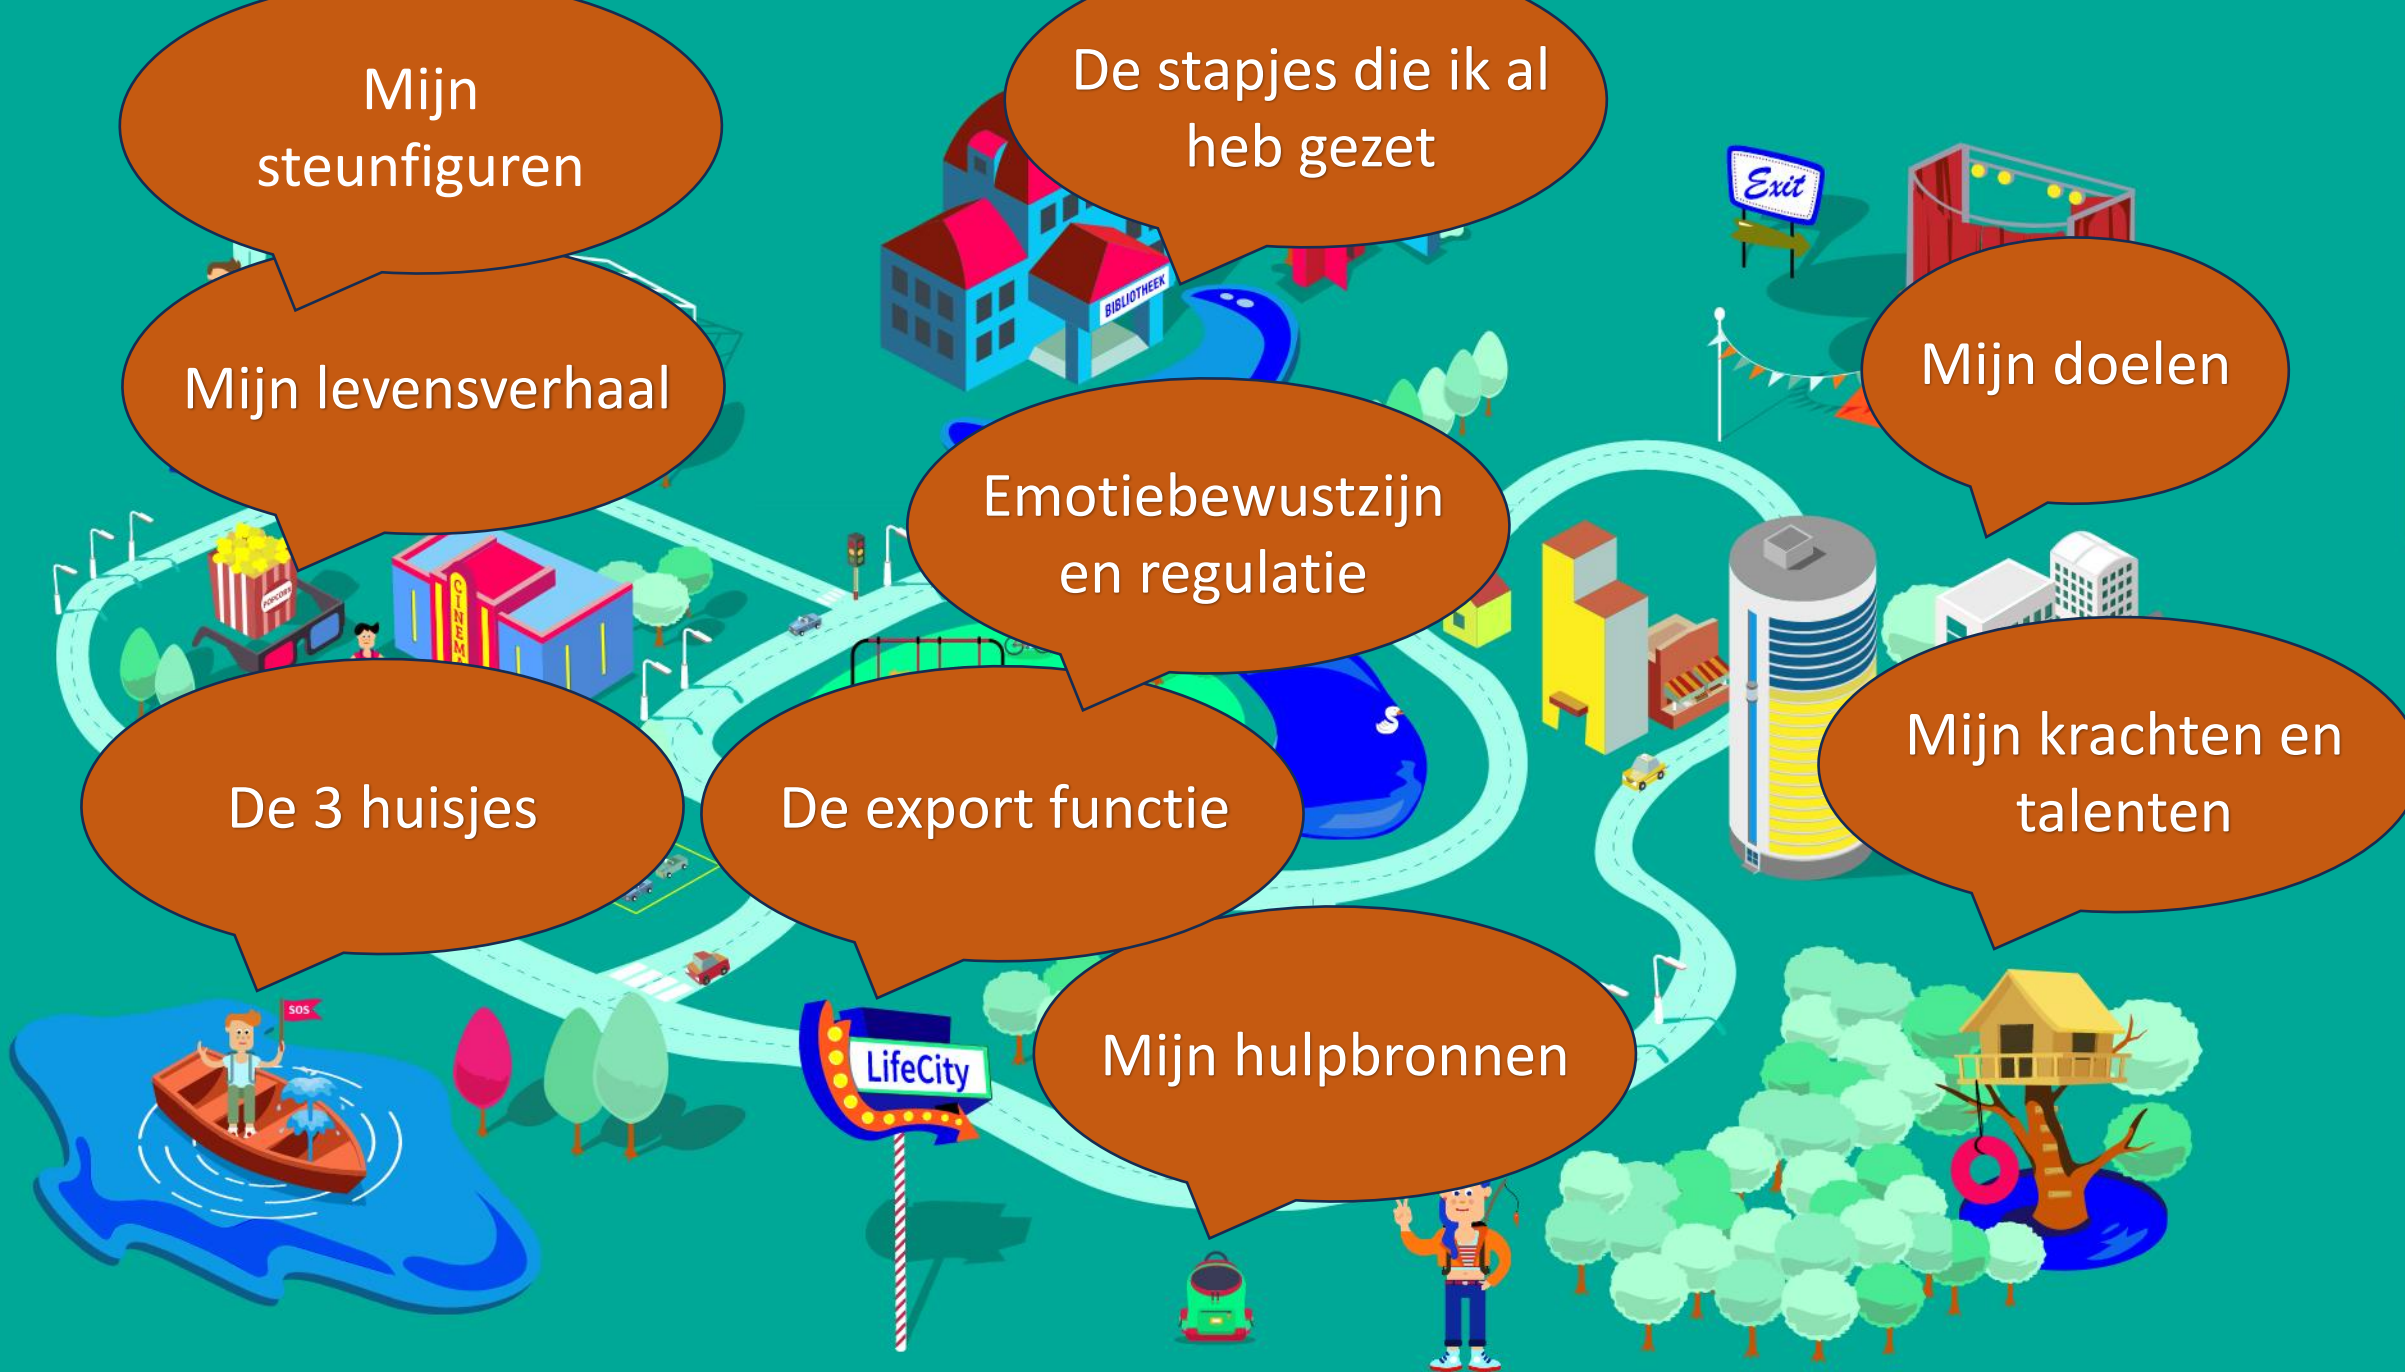 Mijn
steunfiguren
De stapjes die ik al
heb gezet
Exit
BIBLIOTHEEK
Mijn levensverhaal
Mijn doelen
Emotiebewustzijn
en regulatie
POPCORN
De 3 huisjes
De export functie
Mijn krachten en
talenten
SOS
LifeCity
Mijn hulpbronnen